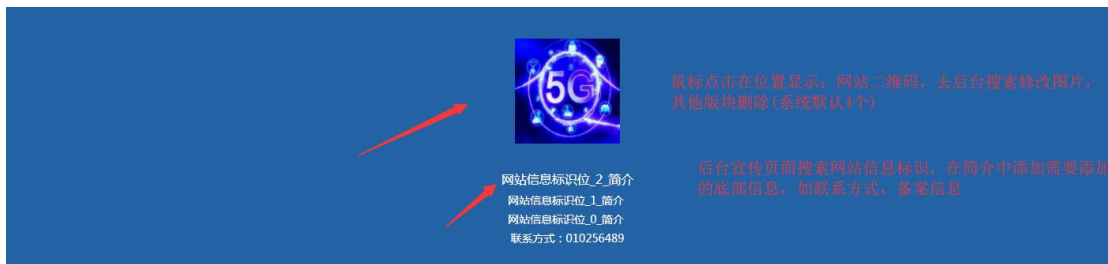 5G
鼠标点击在位置显示：网站二维码，去后台搜索修改图片，
其他版块删除(系统默认4个)
网站信息标识位_2_简介
网站信息标识位_1_简介
网站信息标识位_0_简介
联系方式：010256489
后台宣传页面搜索网站信息标识，在简介中添加需要添加
的底部信息，如联系方式，备案信息